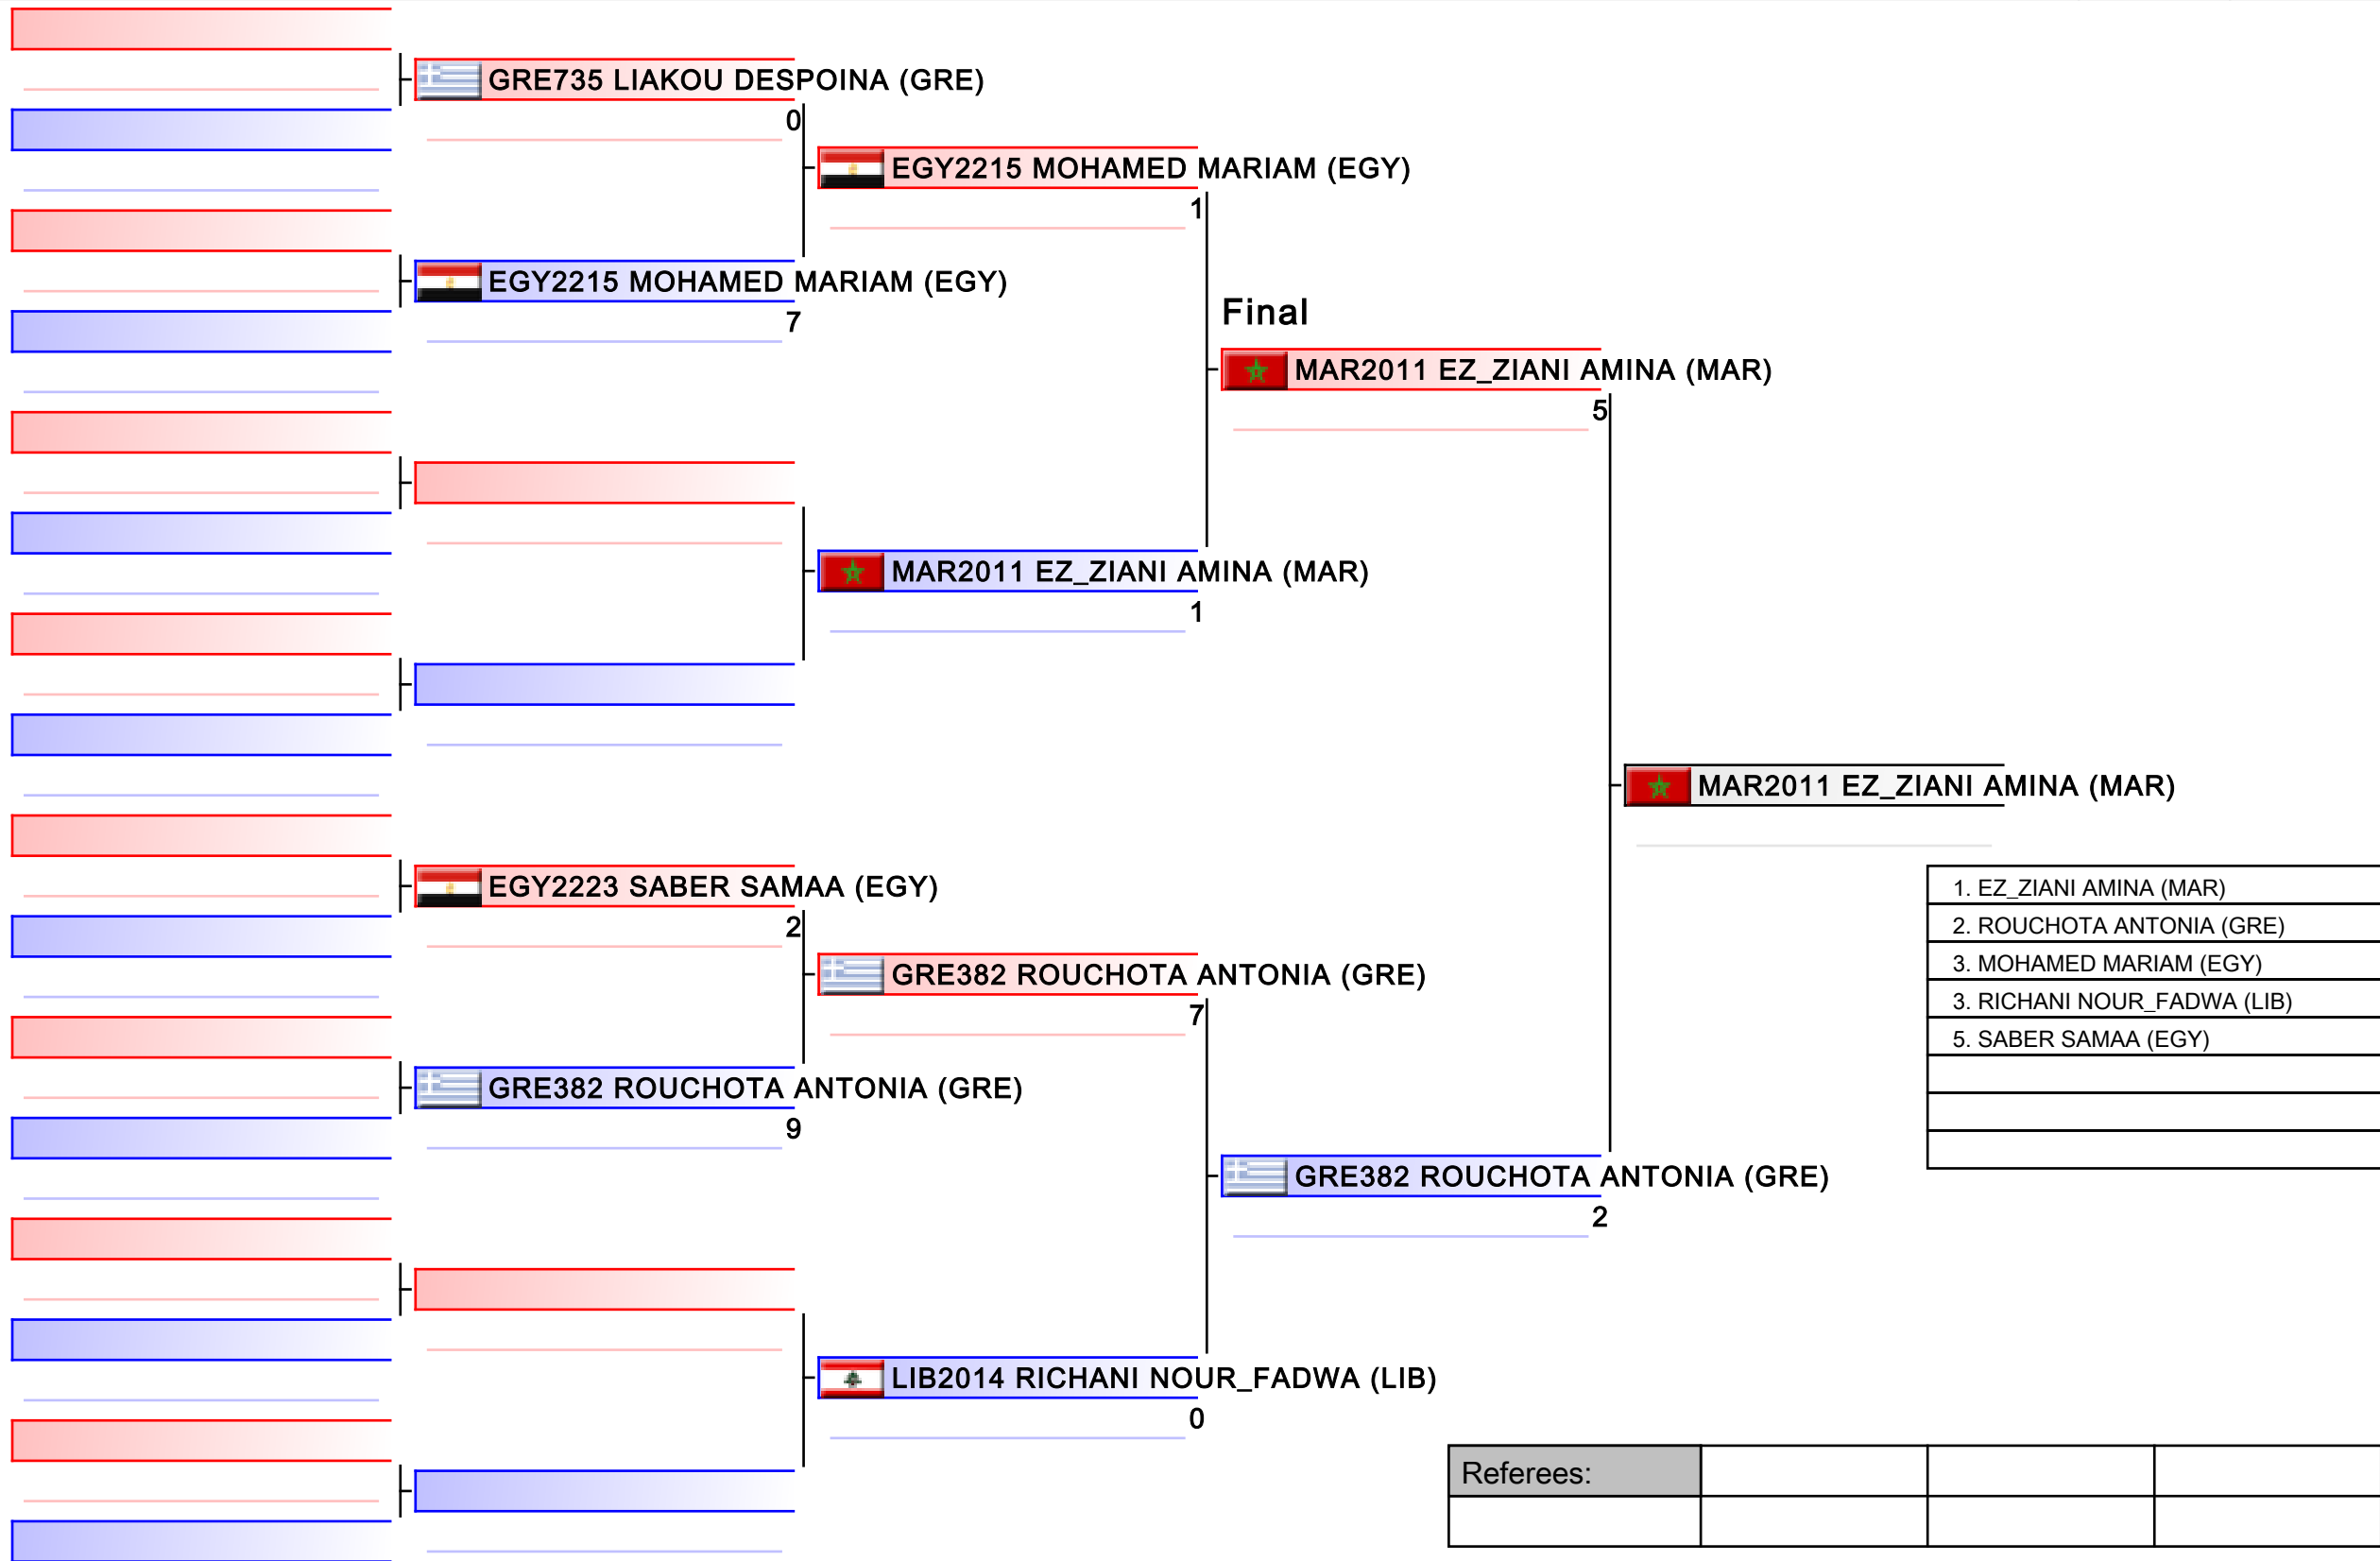 GRE735 LIAKOU DESPOINA (GRE)
0
EGY2215 MOHAMED MARIAM (EGY)
1
EGY2215 MOHAMED MARIAM (EGY)
7
Final
MAR2011 EZ_ZIANI AMINA (MAR)
5
MAR2011 EZ_ZIANI AMINA (MAR)
1
MAR2011 EZ_ZIANI AMINA (MAR)
EGY2223 SABER SAMAA (EGY)
2
GRE382 ROUCHOTA ANTONIA (GRE)
7
GRE382 ROUCHOTA ANTONIA (GRE)
9
GRE382 ROUCHOTA ANTONIA (GRE)
2
LIB2014 RICHANI NOUR_FADWA (LIB)
0
1. EZ_ZIANI AMINA (MAR)
2. ROUCHOTA ANTONIA (GRE)
3. MOHAMED MARIAM (EGY)
3. RICHANI NOUR_FADWA (LIB)
5. SABER SAMAA (EGY)
Referees: